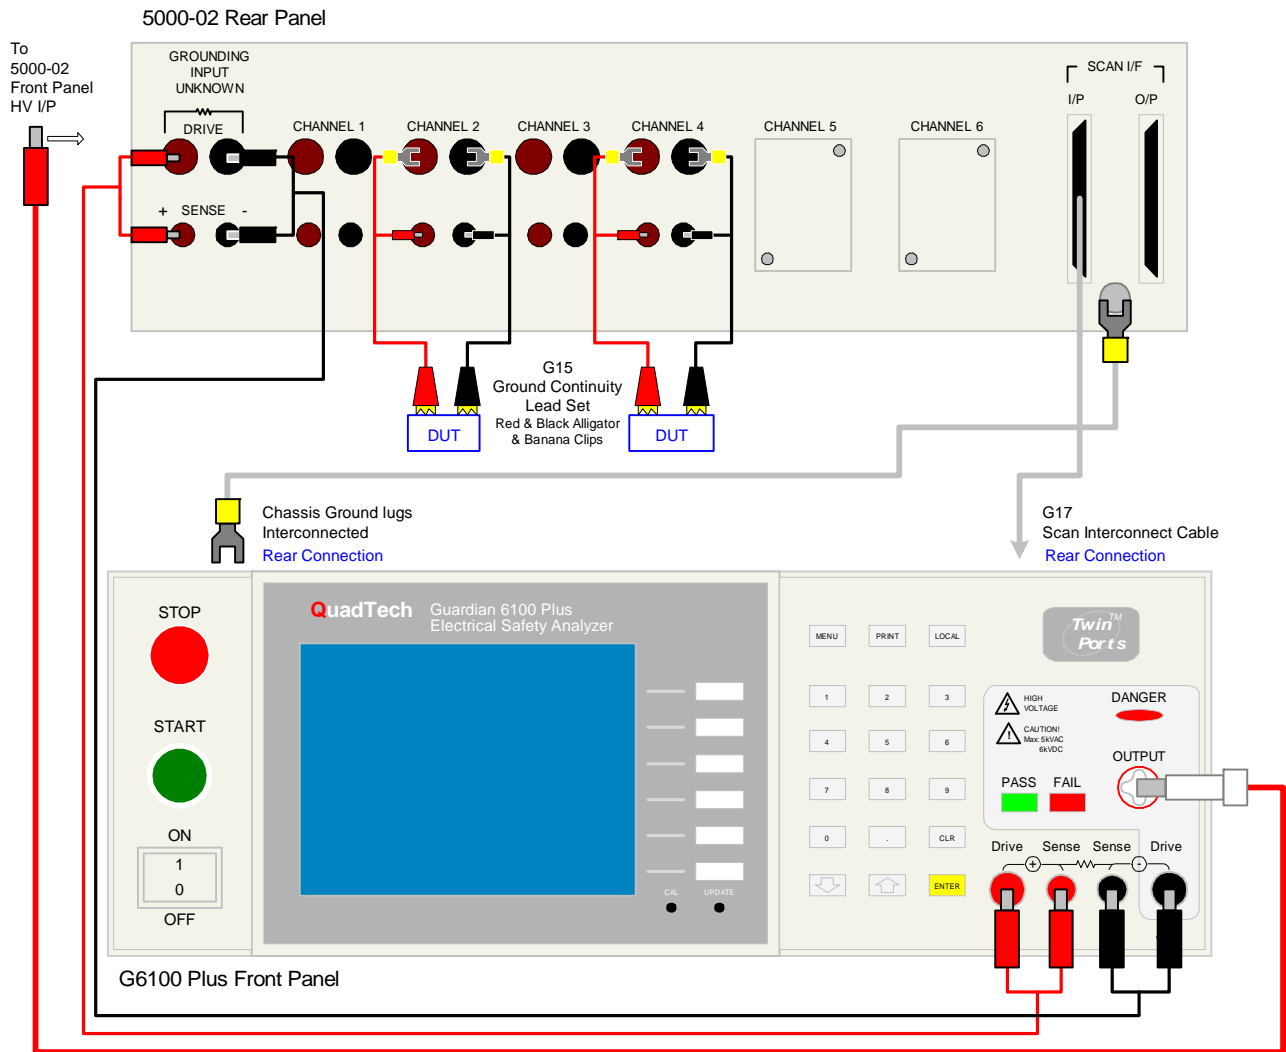 5000-02 Rear Panel
To
5000-02
Front Panel
HV I/P
GROUNDING
INPUT
UNKNOWN
DRIVE
CHANNEL 1
CHANNEL 2
CHANNEL 3
CHANNEL 4
CHANNEL 5
CHANNEL 6
SCAN I/F
I/P
O/P
+ SENSE -
G15
Ground Continuity
Lead Set
Red & Black Alligator
& Banana Clips
DUT
DUT
Chassis Ground lugs
Interconnected
Rear Connection
G17
Scan Interconnect Cable
Rear Connection
STOP
START
ON
1
0
OFF
QuadTech
Guardian 6100 Plus
Electrical Safety Analyzer
CAL
UPDATE
MENU
PRINT
LOCAL
1
2
3
4
5
6
7
8
9
0
.
CLR
ENTER
Twin™
Ports
HIGH
VOLTAGE
DANGER
CAUTION!
Max: 5kVAC
6kVDC
OUTPUT
PASS
FAIL
Drive
Sense
Sense
Drive
+
-
G6100 Plus Front Panel